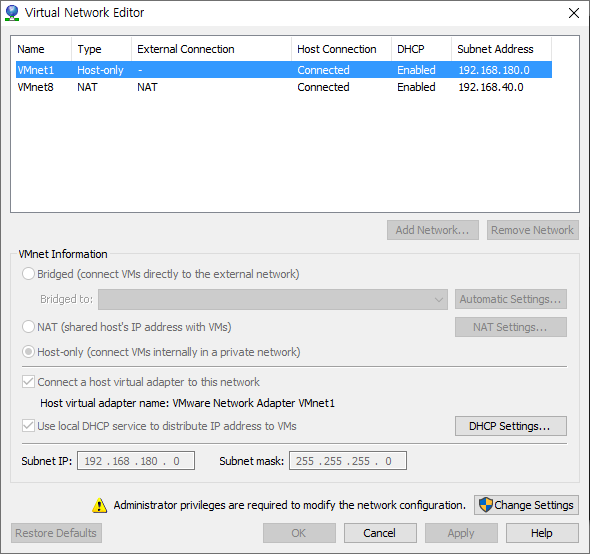 Virtual Network Editor
Name Type External Connection Host Connection DHCP Subnet Address
VMnet1 Host-only - Connected Enabled 192.168.180.0
VMnet8 NAT NAT Connected Enabled 192.168.40.0
Add Network... Remove Network
VMnet Information
Bridged (connect VMs directly to the external network)
Bridged to: Automatic Settings...
NAT (shared host's IP address with VMs) NAT Settings...
Host-only (connect VMs internally in a private network)
Connect a host virtual adapter to this network
Host virtual adapter name: VMware Network Adapter VMnet1
Use local DHCP service to distribute IP address to VMs DHCP Settings...
Subnet IP: 192 . 168 . 180 . 0 Subnet mask: 255 . 255 . 255 . 0
Administrator privileges are required to modify the network configuration. Change Settings
Restore Defaults OK Cancel Apply Help